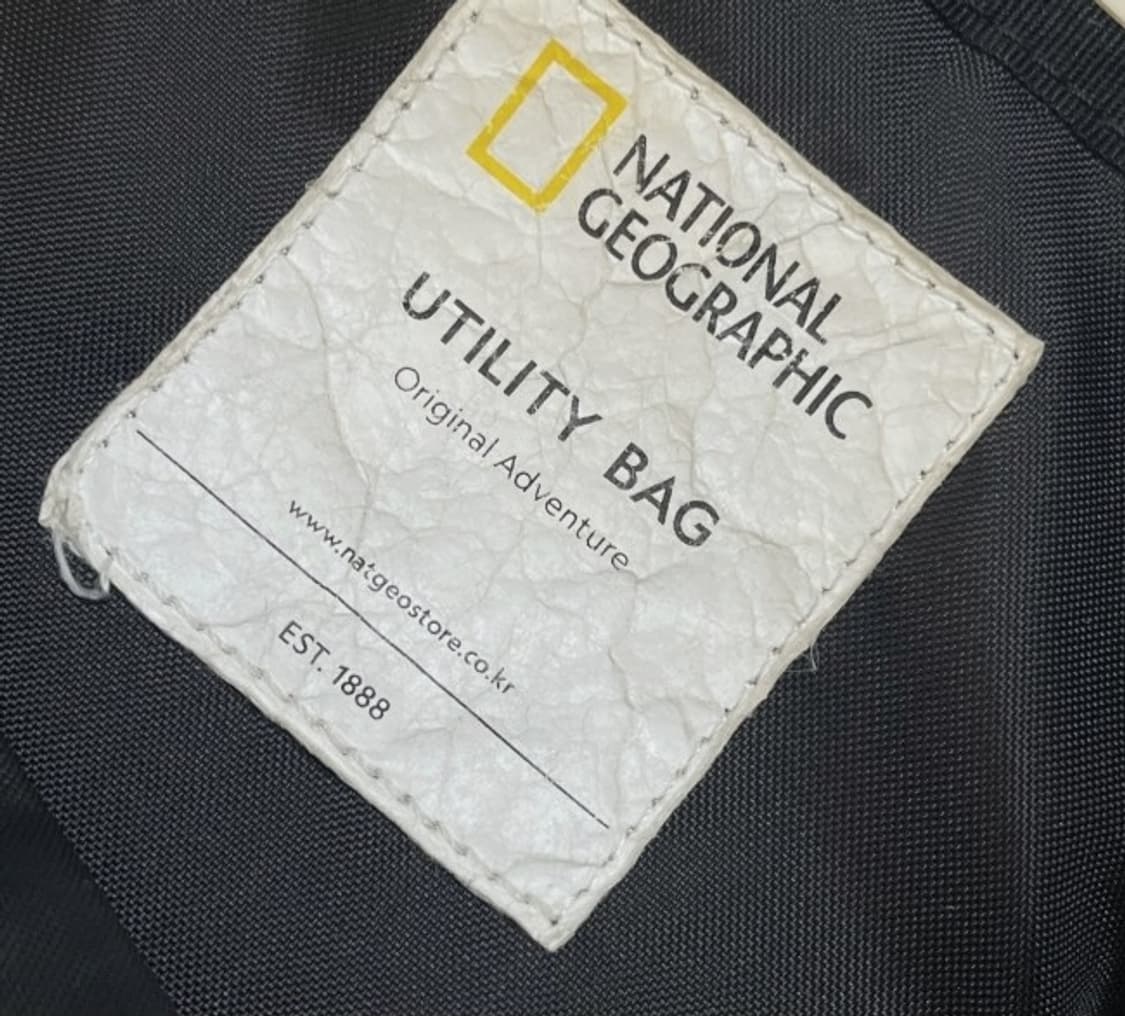 NATIONAL
GEOGRAPHIC
UTILITY BAG
Original Adventure
www.natgeostore.co.kr
EST. 1888